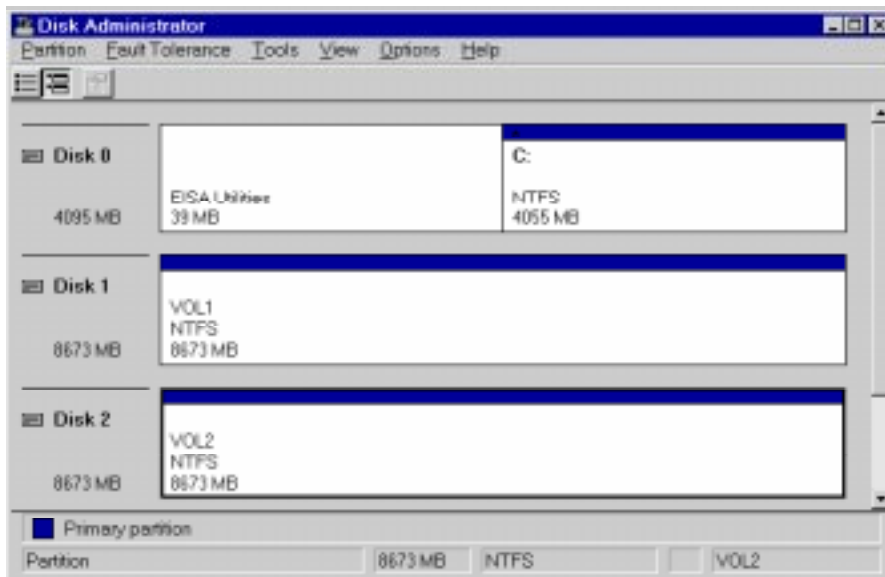 Disk Administrator
Partition Fault Tolerance Tools View Options Help
Disk 0
4095 MB
EISA Utilities
39 MB
C:
NTFS
4055 MB
Disk 1
8673 MB
VOL1
NTFS
8673 MB
Disk 2
8673 MB
VOL2
NTFS
8673 MB
Primary partition
Partition 8673 MB NTFS VOL2